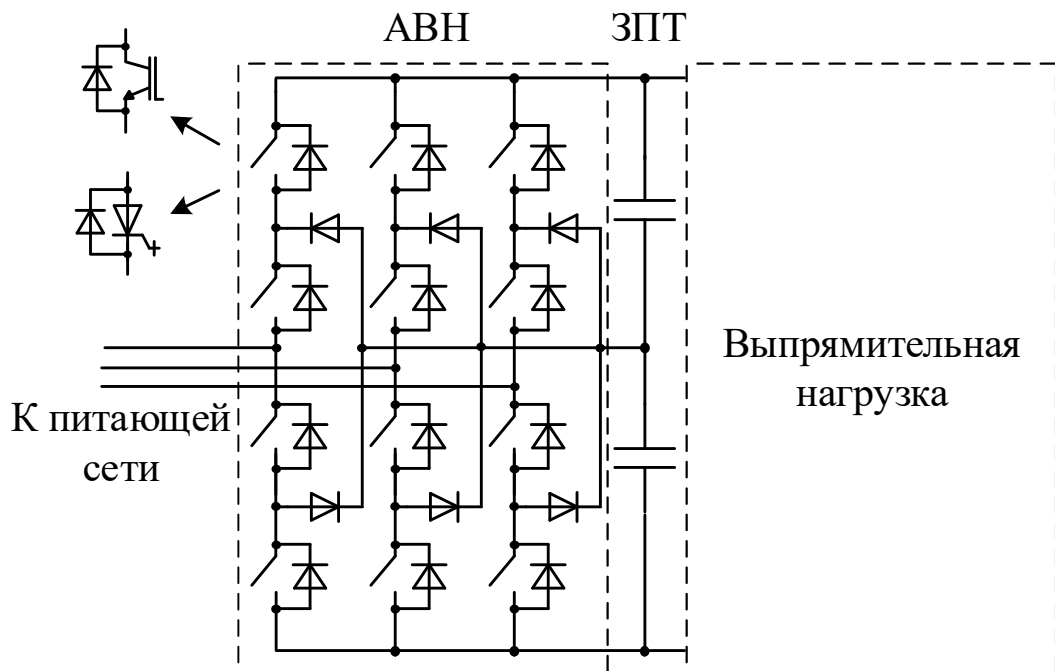 АВН
ЗПТ
Выпрямительная
нагрузка
К питающей
сети